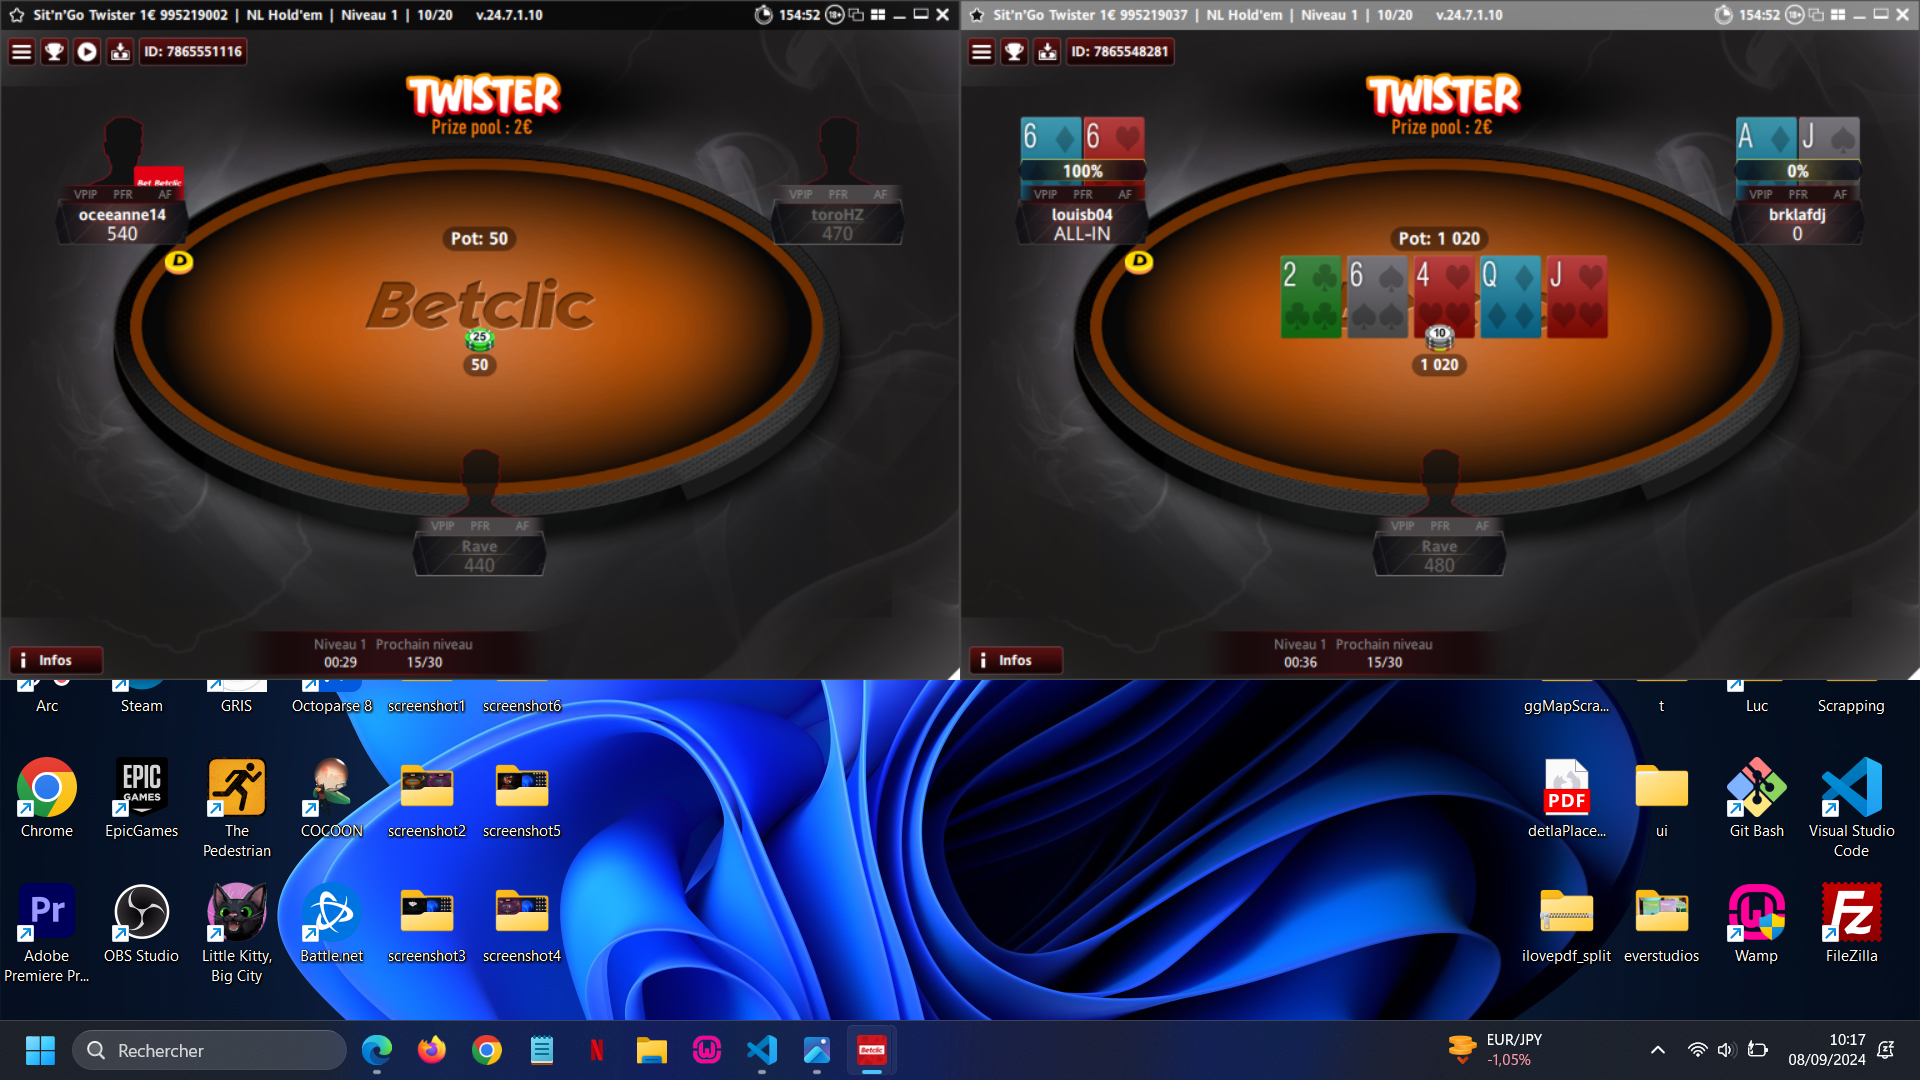 Sit'n'Go Twister 1€ 995219002 | NL Hold'em | Niveau 1 | 10/20 v.24.7.1.10
154:52 18+
ID: 7865551116
TWISTER
Prize pool : 2€
Bet Betclic
VPIP PFR AF
oceeanne14
540
D
VPIP PFR AF
toroHZ
470
Pot: 50
Betclic
25
50
VPIP PFR AF
Rave
440
Niveau 1 Prochain niveau
00:29 15/30
i Infos
Sit'n'Go Twister 1€ 995219037 | NL Hold'em | Niveau 1 | 10/20 v.24.7.1.10
154:52 18+
ID: 7865548281
TWISTER
Prize pool : 2€
6 6
100%
VPIP PFR AF
louisb04
ALL-IN
D
A J
0%
VPIP PFR AF
brklafdj
0
Pot: 1 020
2 6 4 Q J
10
1 020
VPIP PFR AF
Rave
480
Niveau 1 Prochain niveau
00:36 15/30
i Infos
Arc
Steam
GRIS
Octoparse 8
screenshot1
screenshot6
ggMapScra...
t
Luc
Scrapping
EPIC
GAMES
PDF
Chrome
EpicGames
The
Pedestrian
COCOON
screenshot2
screenshot5
detlaPlace...
ui
Git Bash
Visual Studio
Code
Pr
Fz
Adobe
Premiere Pr...
OBS Studio
Little Kitty,
Big City
Battle.net
screenshot3
screenshot4
ilovepdf_split
everstudios
Wamp
FileZilla
Rechercher
N
Betclic
EUR/JPY
-1,05%
10:17
08/09/2024